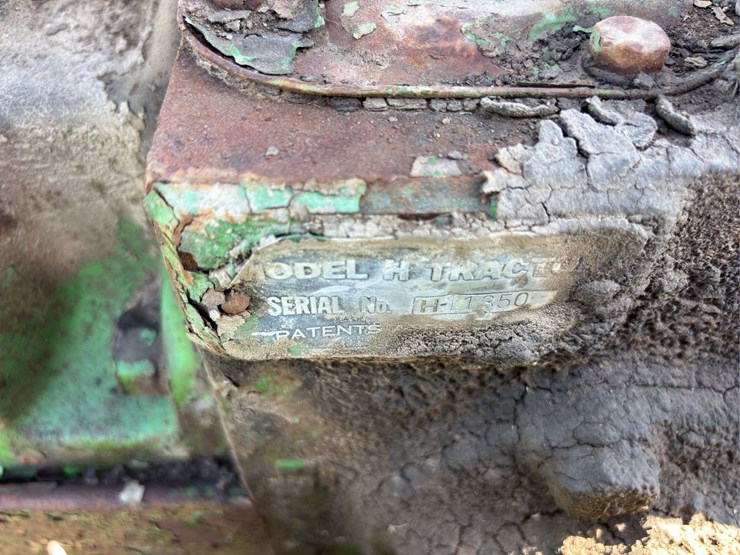 MODEL H TRACTOR
SERIAL No. H-11350
PATENTS